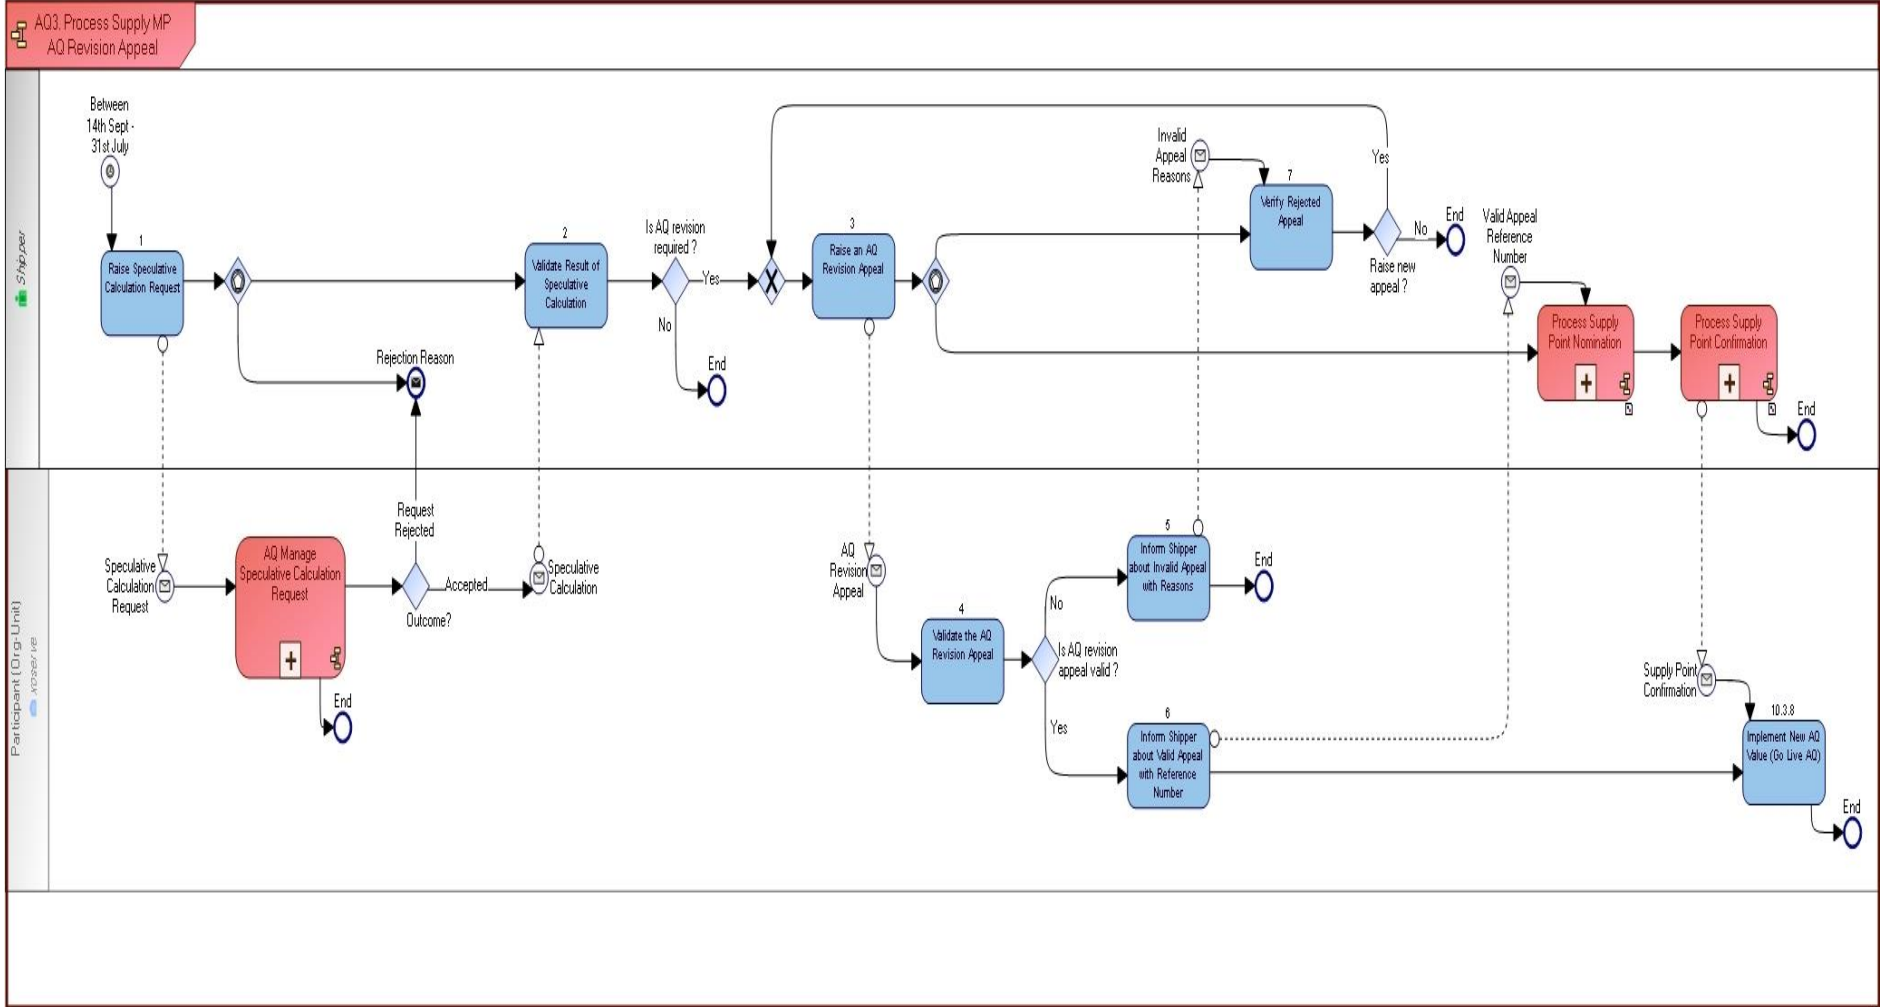 AQ3. Process Supply MP
AQ Revision Appeal
Shipper
Between
14th Sept -
31st July
1
Raise Speculative
Calculation Request
Rejection Reason
2
Validate Result of
Speculative
Calculation
Is AQ revision
required ?
Yes
No
End
3
Raise an AQ
Revision Appeal
Invalid
Appeal
Reasons
7
Verify Rejected
Appeal
Yes
No
Raise new
appeal ?
End
Valid Appeal
Reference
Number
Process Supply
Point Nomination
Process Supply
Point Confirmation
End
Participant (Org-Unit)
xoserve
Speculative
Calculation
Request
AQ Manage
Speculative Calculation
Request
End
Request
Rejected
Outcome?
Accepted
Speculative
Calculation
AQ
Revision
Appeal
4
Validate the AQ
Revision Appeal
Is AQ revision
appeal valid ?
No
Yes
5
Inform Shipper
about Invalid Appeal
with Reasons
End
6
Inform Shipper
about Valid Appeal
with Reference
Number
Supply Point
Confirmation
10.3.8
Implement New AQ
Value (Go Live AQ)
End